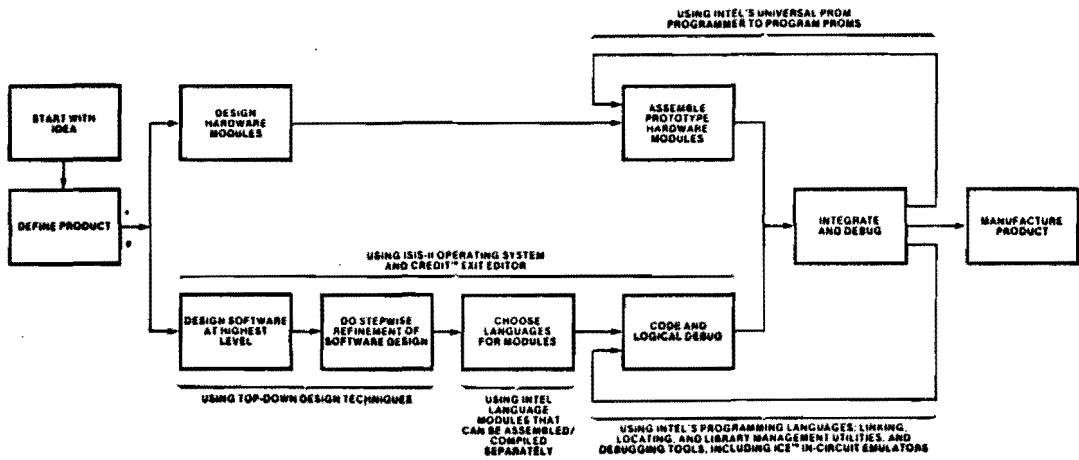 USING INTEL'S UNIVERSAL PROM
PROGRAMMER TO PROGRAM PROMS
START WITH
IDEA
DESIGN
HARDWARE
MODULES
ASSEMBLE
PROTOTYPE
HARDWARE
MODULES
DEFINE PRODUCT
INTEGRATE
AND DEBUG
MANUFACTURE
PRODUCT
USING ISIS-II OPERATING SYSTEM
AND CREDIT™ EXIT EDITOR
DESIGN SOFTWARE
AT HIGHEST
LEVEL
DO STEPWISE
REFINEMENT OF
SOFTWARE DESIGN
CHOOSE
LANGUAGES
FOR MODULES
CODE AND
LOGICAL DEBUG
USING TOP-DOWN DESIGN TECHNIQUES
USING INTEL
LANGUAGE
MODULES THAT
CAN BE ASSEMBLED/
COMPILED
SEPARATELY
USING INTEL'S PROGRAMMING LANGUAGES; LINKING,
LOCATING, AND LIBRARY MANAGEMENT UTILITIES, AND
DEBUGGING TOOLS, INCLUDING ICE™ IN-CIRCUIT EMULATORS